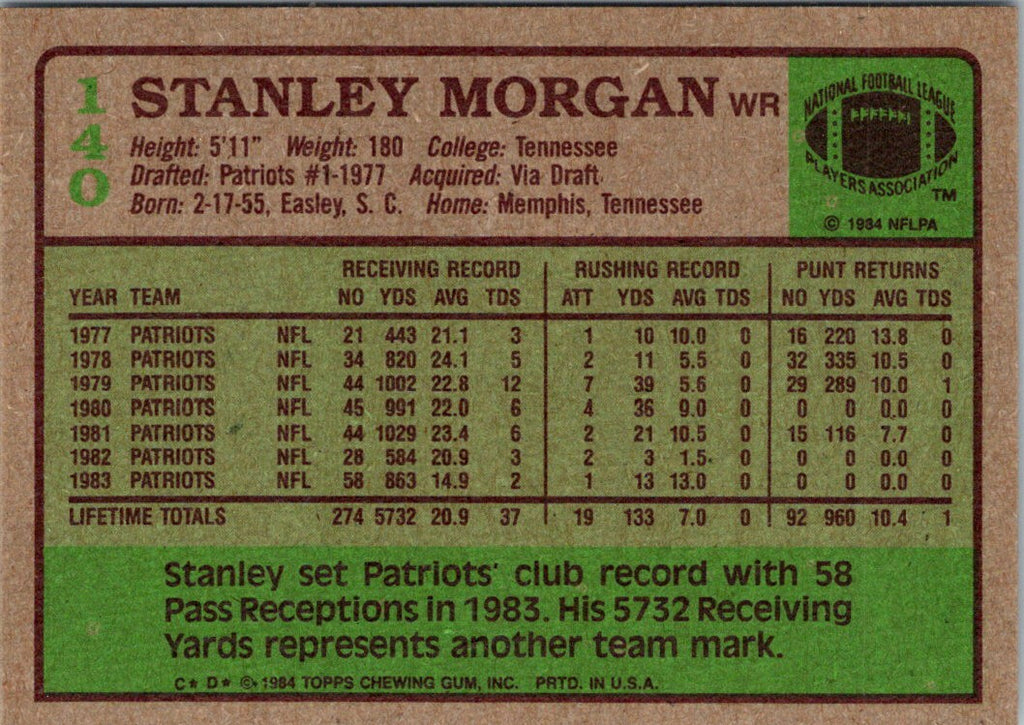 140
STANLEY MORGAN WR
Height: 5'11" Weight: 180 College: Tennessee
Drafted: Patriots #1-1977 Acquired: Via Draft
Born: 2-17-55, Easley, S. C. Home: Memphis, Tennessee
NATIONAL FOOTBALL LEAGUE
PLAYERS ASSOCIATION
TM
© 1984 NFLPA
RECEIVING RECORD RUSHING RECORD PUNT RETURNS
YEAR TEAM NO YDS AVG TDS ATT YDS AVG TDS NO YDS AVG TDS
1977 PATRIOTS NFL 21 443 21.1 3 1 10 10.0 0 16 220 13.8 0
1978 PATRIOTS NFL 34 820 24.1 5 2 11 5.5 0 32 335 10.5 0
1979 PATRIOTS NFL 44 1002 22.8 12 7 39 5.6 0 29 289 10.0 1
1980 PATRIOTS NFL 45 991 22.0 6 4 36 9.0 0 0 0 0.0 0
1981 PATRIOTS NFL 44 1029 23.4 6 2 21 10.5 0 15 116 7.7 0
1982 PATRIOTS NFL 28 584 20.9 3 2 3 1.5 0 0 0 0.0 0
1983 PATRIOTS NFL 58 863 14.9 2 1 13 13.0 0 0 0 0.0 0
LIFETIME TOTALS 274 5732 20.9 37 19 133 7.0 0 92 960 10.4 1
Stanley set Patriots' club record with 58
Pass Receptions in 1983. His 5732 Receiving
Yards represents another team mark.
C★ D★ © 1984 TOPPS CHEWING GUM, INC. PRTD. IN U.S.A.